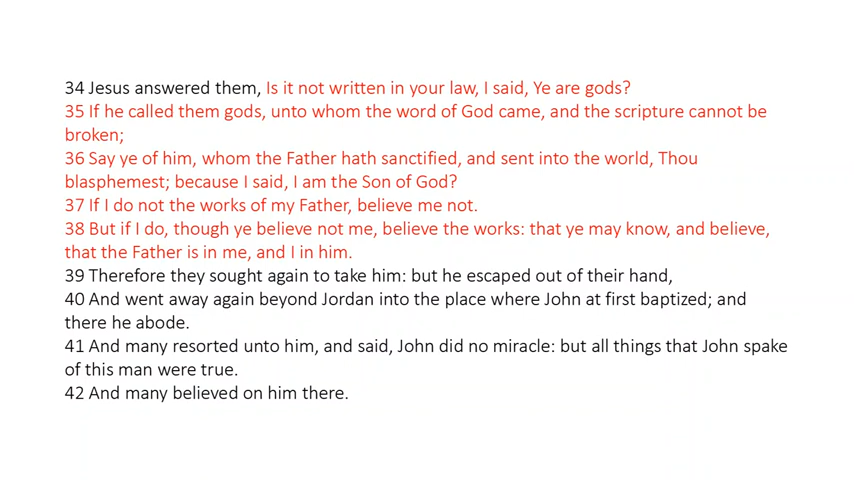 34 Jesus answered them, Is it not written in your law, I said, Ye are gods?
35 If he called them gods, unto whom the word of God came, and the scripture cannot be
broken;
36 Say ye of him, whom the Father hath sanctified, and sent into the world, Thou
blasphemest; because I said, I am the Son of God?
37 If I do not the works of my Father, believe me not.
38 But if I do, though ye believe not me, believe the works: that ye may know, and believe,
that the Father is in me, and I in him.
39 Therefore they sought again to take him: but he escaped out of their hand,
40 And went away again beyond Jordan into the place where John at first baptized; and
there he abode.
41 And many resorted unto him, and said, John did no miracle: but all things that John spake
of this man were true.
42 And many believed on him there.